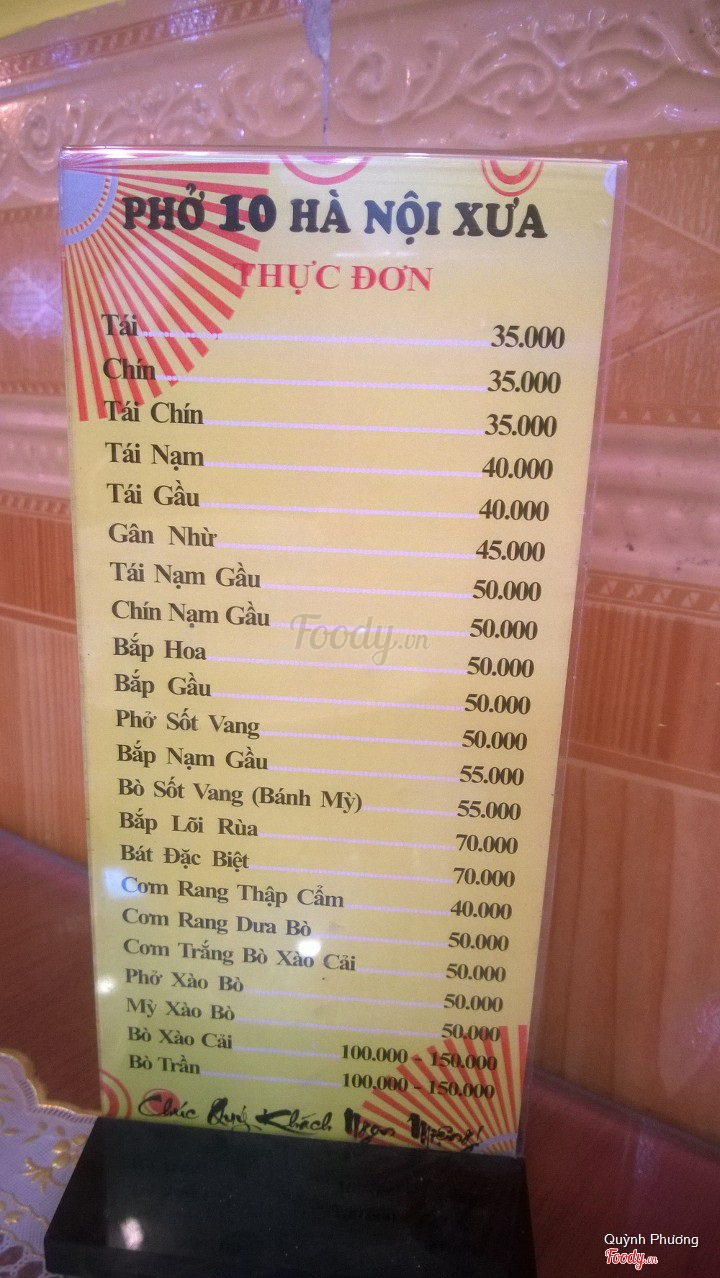 PHỞ 10 HÀ NỘI XƯA
THỰC ĐƠN
Tái 35.000
Chín 35.000
Tái Chín 35.000
Tái Nạm 40.000
Tái Gầu 40.000
Gân Nhừ 45.000
Tái Nạm Gầu 50.000
Chín Nạm Gầu 50.000
Bắp Hoa 50.000
Bắp Gầu 50.000
Phở Sốt Vang 50.000
Bắp Nạm Gầu 55.000
Bò Sốt Vang (Bánh Mỳ) 55.000
Bắp Lõi Rùa 70.000
Bát Đặc Biệt 70.000
Cơm Rang Thập Cẩm 40.000
Cơm Rang Dưa Bò 50.000
Cơm Trắng Bò Xào Cải 50.000
Phở Xào Bò 50.000
Mỳ Xào Bò 50.000
Bò Xào Cải 100.000 - 150.000
Bò Trần 100.000 - 150.000
Chúc Quý Khách Ngon Miệng!
Foody.vn
Quỳnh Phương
Foody.vn